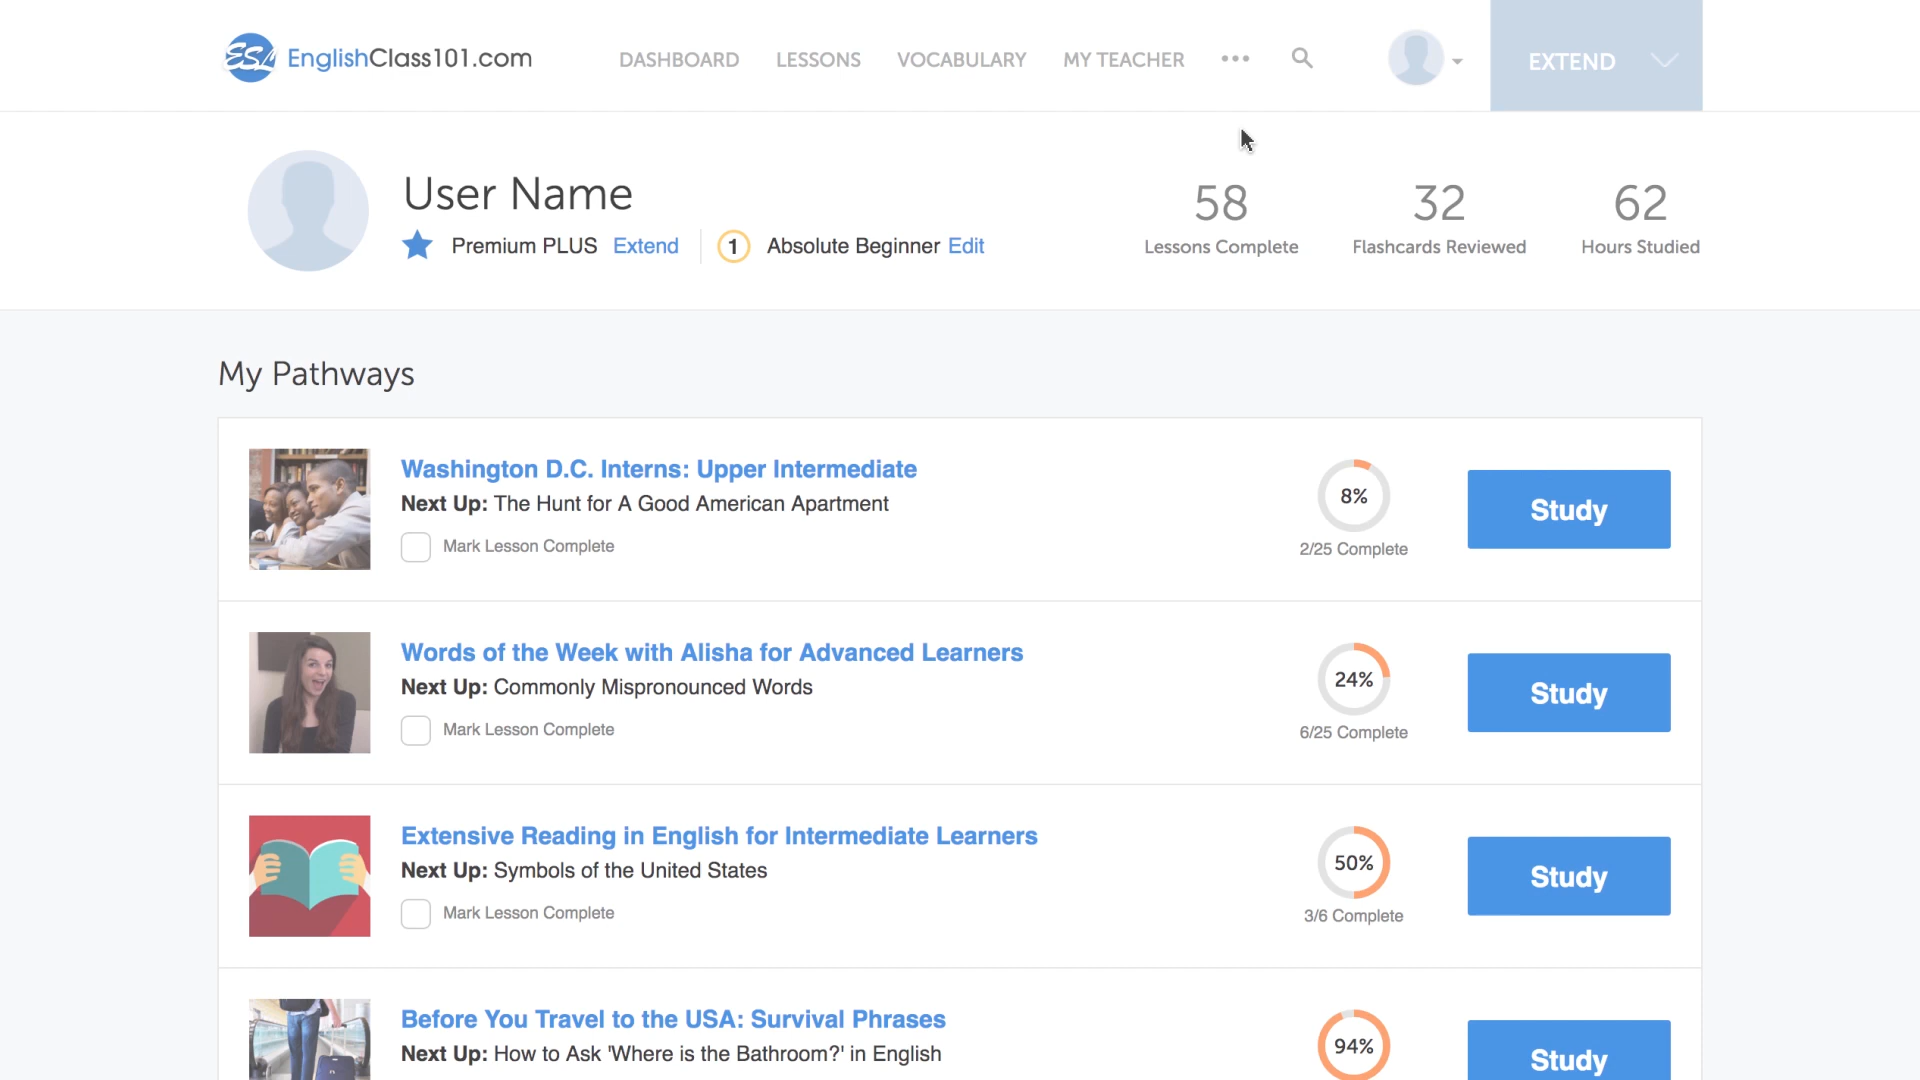 ESL EnglishClass101.com
DASHBOARD LESSONS VOCABULARY MY TEACHER ••• EXTEND
User Name
Premium PLUS Extend 1 Absolute Beginner Edit
58 32 62
Lessons Complete Flashcards Reviewed Hours Studied
My Pathways
Washington D.C. Interns: Upper Intermediate
Next Up: The Hunt for A Good American Apartment
Mark Lesson Complete
8%
2/25 Complete
Study
Words of the Week with Alisha for Advanced Learners
Next Up: Commonly Mispronounced Words
Mark Lesson Complete
24%
6/25 Complete
Study
Extensive Reading in English for Intermediate Learners
Next Up: Symbols of the United States
Mark Lesson Complete
50%
3/6 Complete
Study
Before You Travel to the USA: Survival Phrases
Next Up: How to Ask 'Where is the Bathroom?' in English
94%
Study